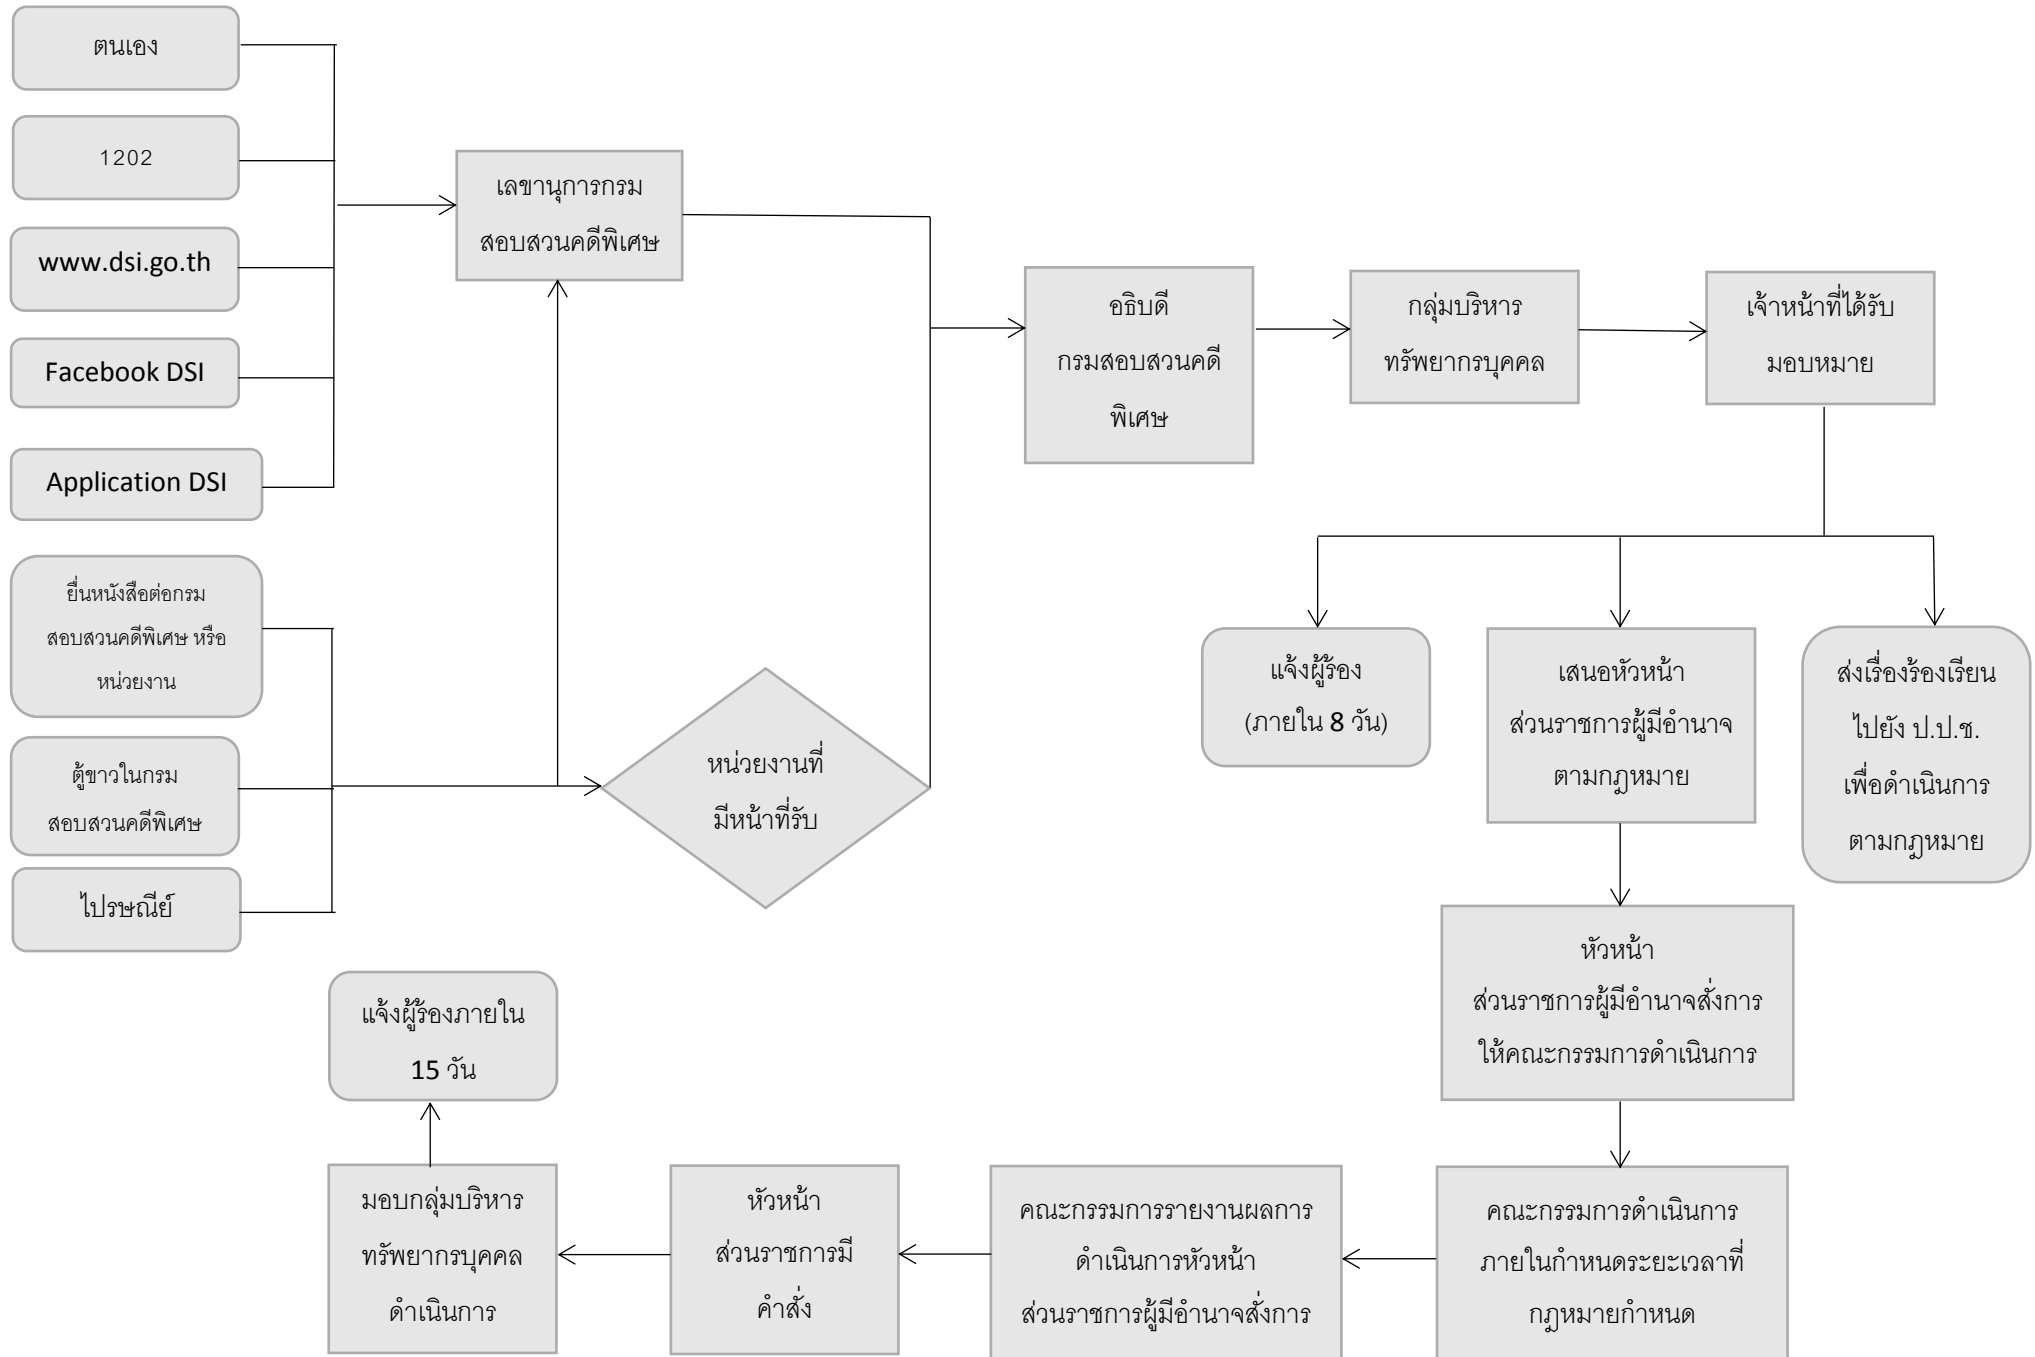 ตนเอง
1202
www.dsi.go.th
Facebook DSI
Application DSI
ยื่นหนังสือต่อกรม
สอบสวนคดีพิเศษ หรือ
หน่วยงาน
ตู้ขาวในกรม
สอบสวนคดีพิเศษ
ไปรษณีย์
เลขานุการกรม
สอบสวนคดีพิเศษ
หน่วยงานที่
มีหน้าที่รับ
อธิบดี
กรมสอบสวนคดี
พิเศษ
กลุ่มบริหาร
ทรัพยากรบุคคล
เจ้าหน้าที่ได้รับ
มอบหมาย
แจ้งผู้ร้อง
(ภายใน 8 วัน)
เสนอหัวหน้า
ส่วนราชการผู้มีอำนาจ
ตามกฎหมาย
ส่งเรื่องร้องเรียน
ไปยัง ป.ป.ช.
เพื่อดำเนินการ
ตามกฎหมาย
หัวหน้า
ส่วนราชการผู้มีอำนาจสั่งการ
ให้คณะกรรมการดำเนินการ
คณะกรรมการดำเนินการ
ภายในกำหนดระยะเวลาที่
กฎหมายกำหนด
คณะกรรมการรายงานผลการ
ดำเนินการหัวหน้า
ส่วนราชการผู้มีอำนาจสั่งการ
หัวหน้า
ส่วนราชการมี
คำสั่ง
มอบกลุ่มบริหาร
ทรัพยากรบุคคล
ดำเนินการ
แจ้งผู้ร้องภายใน
15 วัน